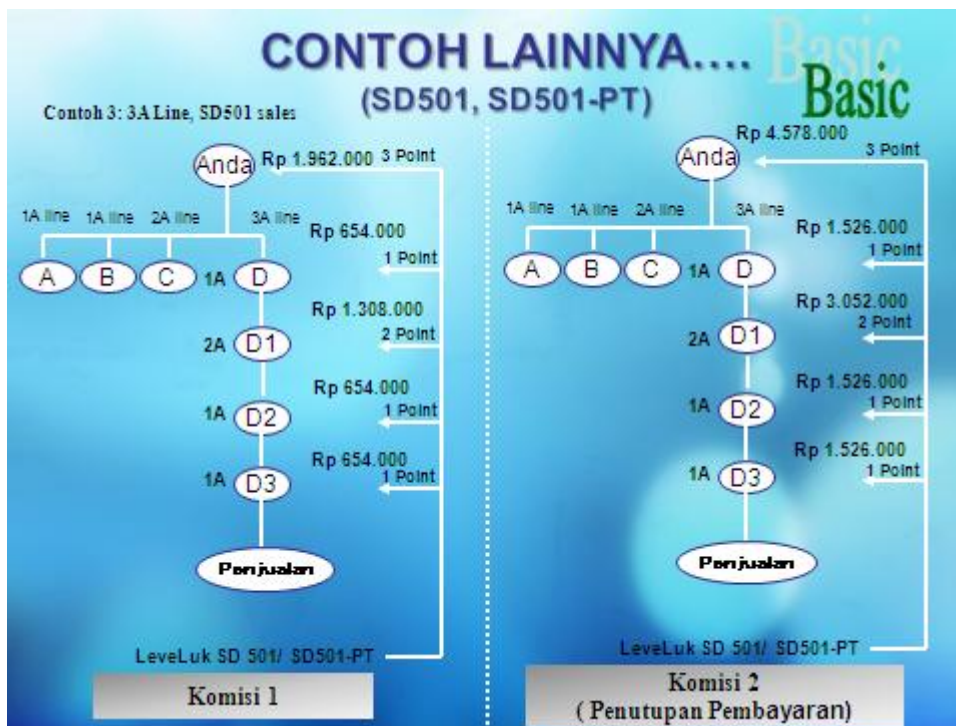 CONTOH LAINNYA....
Basic
Basic
(SD501, SD501-PT)
Contoh 3: 3A Line, SD501 sales
Anda
Rp 1.962.000 3 Point
1A line 1A line 2A line 3A line
Rp 654.000
1 Point
A B C 1A D
Rp 1.308.000
2 Point
2A D1
Rp 654.000
1 Point
1A D2
Rp 654.000
1 Point
1A D3
Penjualan
LeveLuk SD 501/ SD501-PT
Komisi 1
Rp 4.578.000
3 Point
Anda
1A line 1A line 2A line 3A line
Rp 1.526.000
1 Point
A B C 1A D
Rp 3.052.000
2 Point
2A D1
Rp 1.526.000
1 Point
1A D2
Rp 1.526.000
1 Point
1A D3
Penjualan
LeveLuk SD 501/ SD501-PT
Komisi 2
( Penutupan Pembayaran)